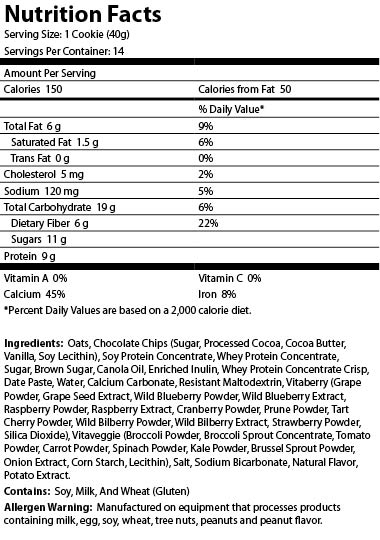 Nutrition Facts
Serving Size: 1 Cookie (40g)
Servings Per Container: 14
Amount Per Serving
Calories 150 Calories from Fat 50
% Daily Value*
Total Fat 6 g 9%
Saturated Fat 1.5 g 6%
Trans Fat 0 g 0%
Cholesterol 5 mg 2%
Sodium 120 mg 5%
Total Carbohydrate 19 g 6%
Dietary Fiber 6 g 22%
Sugars 11 g
Protein 9 g
Vitamin A 0% Vitamin C 0%
Calcium 45% Iron 8%
*Percent Daily Values are based on a 2,000 calorie diet.
Ingredients: Oats, Chocolate Chips (Sugar, Processed Cocoa, Cocoa Butter,
Vanilla, Soy Lecithin), Soy Protein Concentrate, Whey Protein Concentrate,
Sugar, Brown Sugar, Canola Oil, Enriched Inulin, Whey Protein Concentrate Crisp,
Date Paste, Water, Calcium Carbonate, Resistant Maltodextrin, Vitaberry (Grape
Powder, Grape Seed Extract, Wild Blueberry Powder, Wild Blueberry Extract,
Raspberry Powder, Raspberry Extract, Cranberry Powder, Prune Powder, Tart
Cherry Powder, Wild Bilberry Powder, Wild Bilberry Extract, Strawberry Powder,
Silica Dioxide), Vitaveggie (Broccoli Powder, Broccoli Sprout Concentrate, Tomato
Powder, Carrot Powder, Spinach Powder, Kale Powder, Brussel Sprout Powder,
Onion Extract, Corn Starch, Lecithin), Salt, Sodium Bicarbonate, Natural Flavor,
Potato Extract.
Contains: Soy, Milk, And Wheat (Gluten)
Allergen Warning: Manufactured on equipment that processes products
containing milk, egg, soy, wheat, tree nuts, peanuts and peanut flavor.